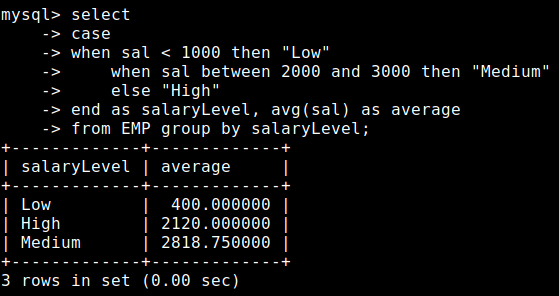 mysql> select
    -> case
    -> when sal < 1000 then "Low"
    ->     when sal between 2000 and 3000 then "Medium"
    ->     else "High"
    -> end as salaryLevel, avg(sal) as average
    -> from EMP group by salaryLevel;
+-------------+-------------+
| salaryLevel | average     |
+-------------+-------------+
| Low         |  400.000000 |
| High        | 2120.000000 |
| Medium      | 2818.750000 |
+-------------+-------------+
3 rows in set (0.00 sec)